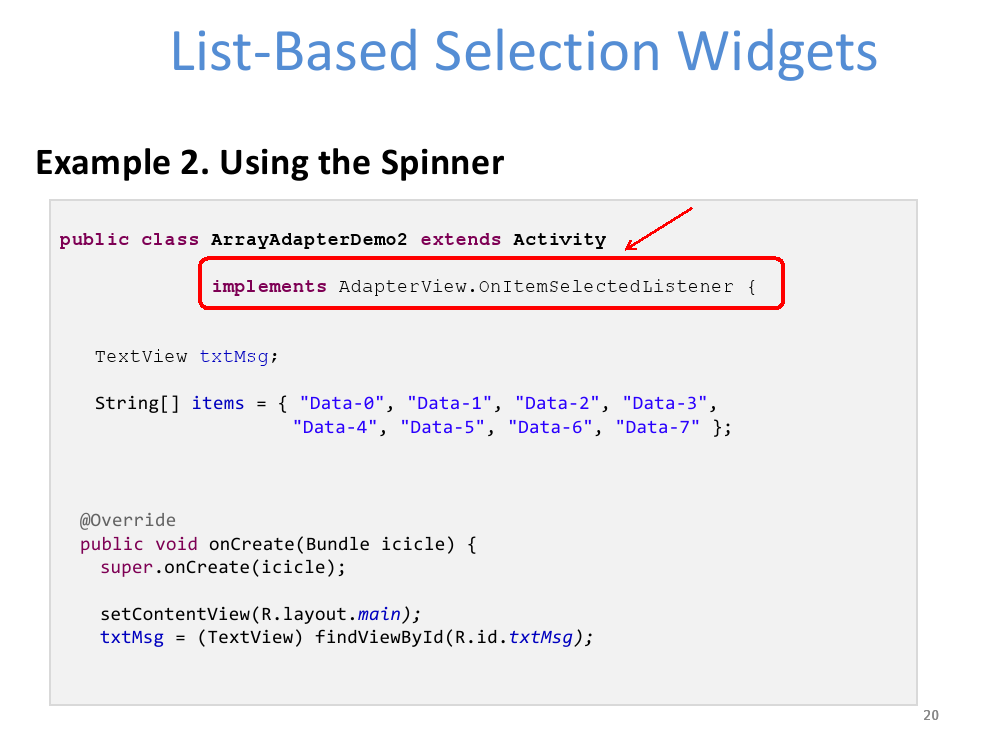 List-Based Selection Widgets
Example 2. Using the Spinner
public class ArrayAdapterDemo2 extends Activity
implements AdapterView.OnItemSelectedListener {
TextView txtMsg;
String[] items = { "Data-0", "Data-1", "Data-2", "Data-3",
"Data-4", "Data-5", "Data-6", "Data-7" };
@Override
public void onCreate(Bundle icicle) {
super.onCreate(icicle);
setContentView(R.layout.main);
txtMsg = (TextView) findViewById(R.id.txtMsg);
20